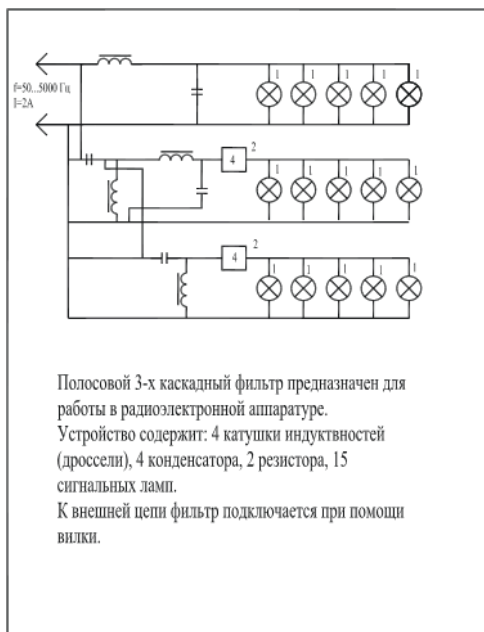 1 1 1 1 1
f=50...5000 Гц
I=2А
4 2
1 1 1 1 1
4 2
1 1 1 1 1
Полосовой 3-х каскадный фильтр предназначен для
работы в радиоэлектронной аппаратуре.
Устройство содержит: 4 катушки индуктвностей
(дроссели), 4 конденсатора, 2 резистора, 15
сигнальных ламп.
К внешней цепи фильтр подключается при помощи
вилки.